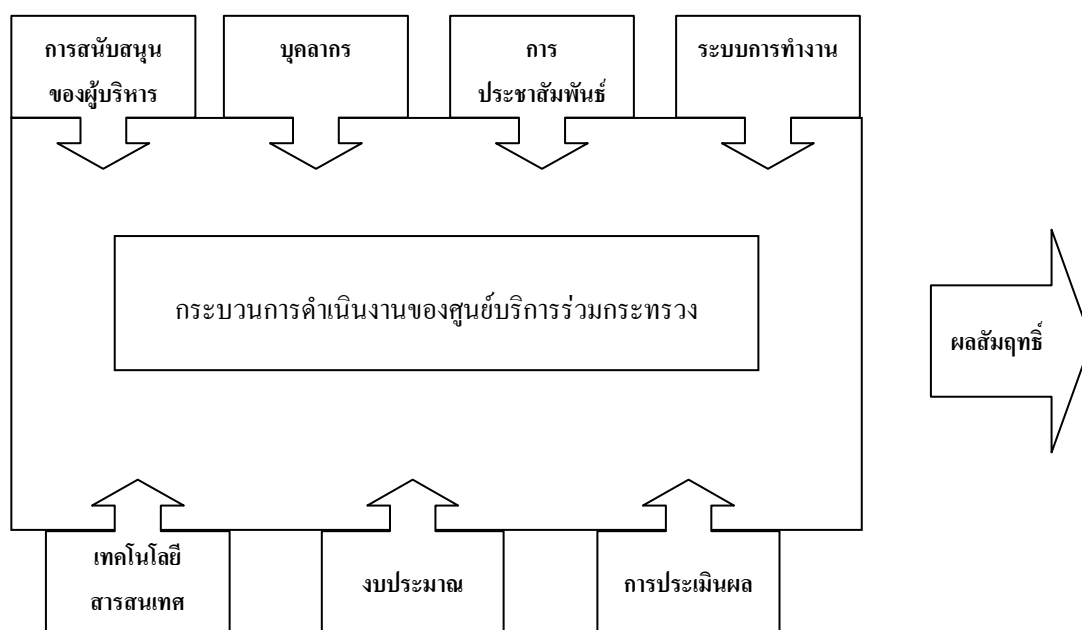 การสนับสนุน
ของผู้บริหาร
บุคลากร
การ
ประชาสัมพันธ์
ระบบการทำงาน
กระบวนการดำเนินงานของศูนย์บริการร่วมกระทรวง
ผลสัมฤทธิ์
เทคโนโลยี
สารสนเทศ
งบประมาณ
การประเมินผล